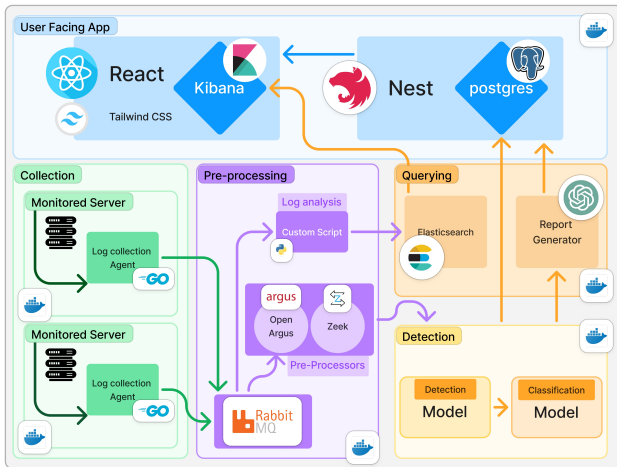 User Facing App
React
Tailwind CSS
Kibana
Nest
postgres
Collection
Monitored Server
Log collection
Agent
GO
Monitored Server
Log collection
Agent
GO
Pre-processing
Log analysis
Custom Script
argus
Open
Argus
Zeek
Pre-Processors
Rabbit
MQ
Querying
Elasticsearch
Report
Generator
Detection
Detection
Model
Classification
Model